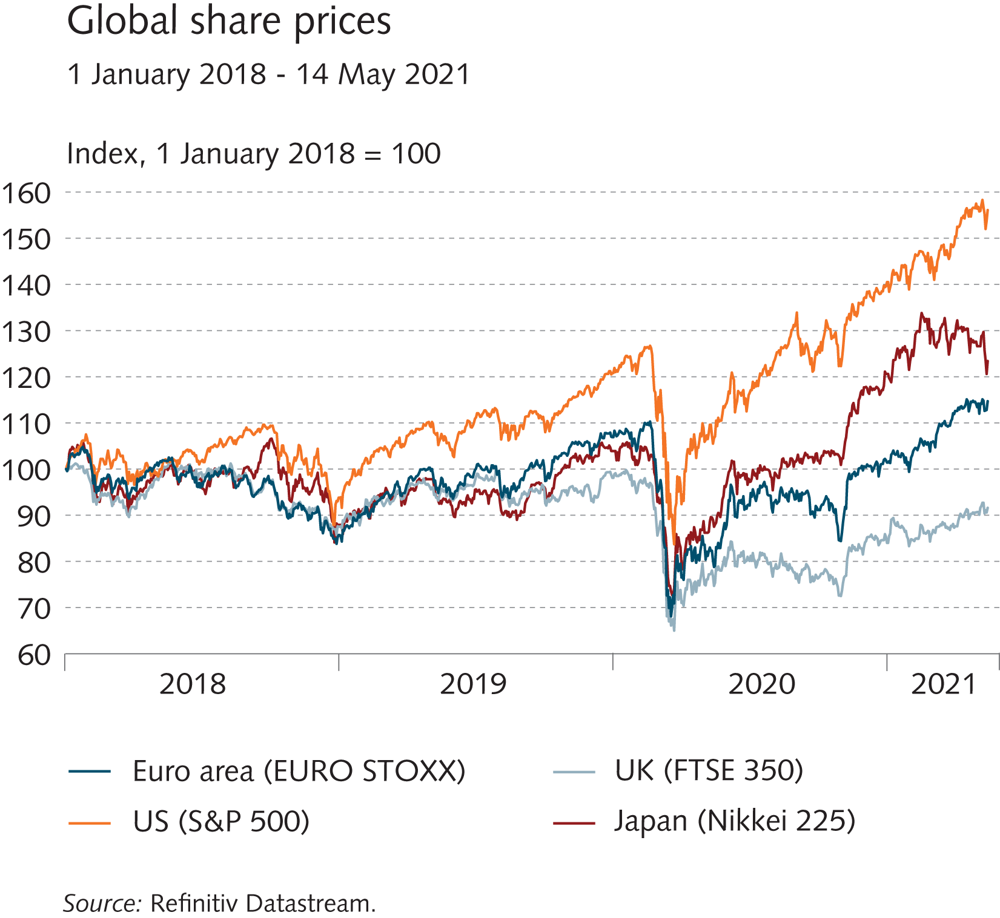 Global share prices
1 January 2018 - 14 May 2021
Index, 1 January 2018 = 100
160
150
140
130
120
110
100
90
80
70
60
2018 2019 2020 2021
Euro area (EURO STOXX) UK (FTSE 350)
US (S&P 500) Japan (Nikkei 225)
Source: Refinitiv Datastream.